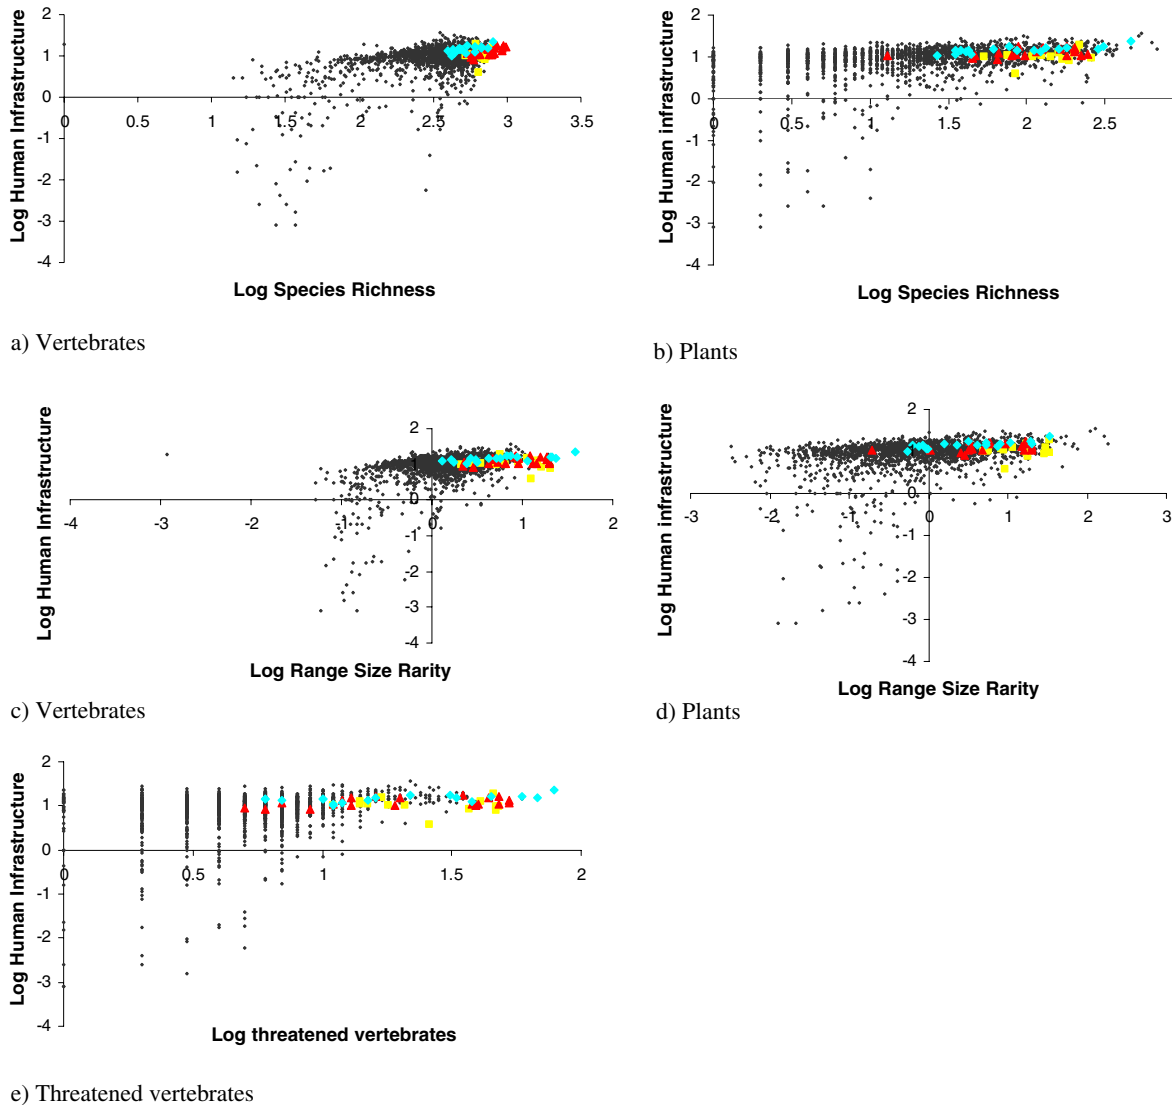 2
1
0
-1
-2
-3
-4
0 0.5 1 1.5 2 2.5 3 3.5
Log Human Infrastructure
Log Species Richness
a) Vertebrates
2
1
0
-1
-2
-3
-4
0 0.5 1 1.5 2 2.5
Log Human infrastructure
Log Species Richness
b) Plants
2
1
0
-1
-2
-3
-4
-4 -3 -2 -1 0 1 2
Log Human Infrastructure
Log Range Size Rarity
c) Vertebrates
2
1
0
-1
-2
-3
-4
-3 -2 -1 0 1 2 3
Log Human infrastructure
Log Range Size Rarity
d) Plants
2
1
0
-1
-2
-3
-4
0 0.5 1 1.5 2
Log Human Infrastructure
Log threatened vertebrates
e) Threatened vertebrates